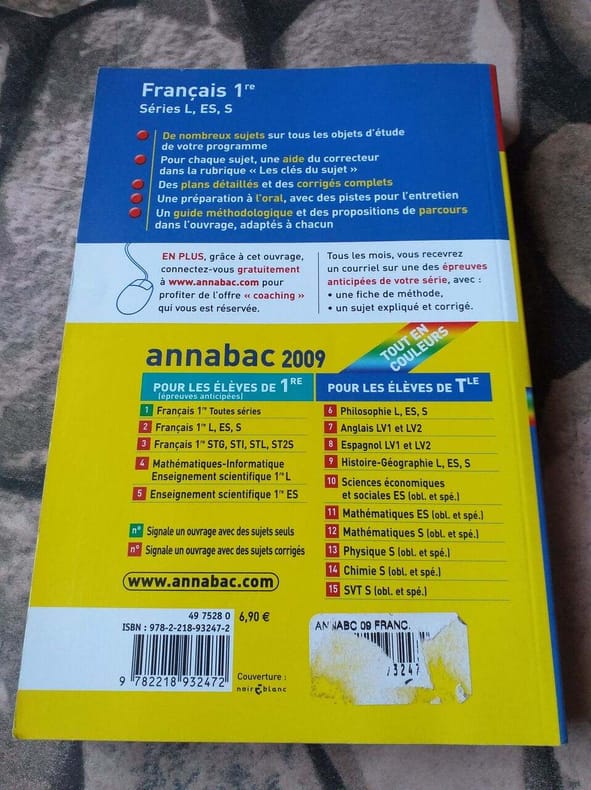 Français 1re
Séries L, ES, S
De nombreux sujets sur tous les objets d'étude
de votre programme
Pour chaque sujet, une aide du correcteur
dans la rubrique « Les clés du sujet »
Des plans détaillés et des corrigés complets
Une préparation à l'oral, avec des pistes pour l'entretien
Un guide méthodologique et des propositions de parcours
dans l'ouvrage, adaptés à chacun
EN PLUS, grâce à cet ouvrage,
connectez-vous gratuitement
à www.annabac.com pour
profiter de l'offre « coaching »
qui vous est réservée.
Tous les mois, vous recevrez
un courriel sur une des épreuves
anticipées de votre série, avec :
• une fiche de méthode,
• un sujet expliqué et corrigé.
annabac 2009
TOUT EN
COULEURS
POUR LES ÉLÈVES DE 1RE
(épreuves anticipées)
1 Français 1re Toutes séries
2 Français 1re L, ES, S
3 Français 1re STG, STI, STL, ST2S
4 Mathématiques-Informatique
Enseignement scientifique 1re L
5 Enseignement scientifique 1re ES
n° Signale un ouvrage avec des sujets seuls
n° Signale un ouvrage avec des sujets corrigés
www.annabac.com
POUR LES ÉLÈVES DE TLE
6 Philosophie L, ES, S
7 Anglais LV1 et LV2
8 Espagnol LV1 et LV2
9 Histoire-Géographie L, ES, S
10 Sciences économiques
et sociales ES (obl. et spé.)
11 Mathématiques ES (obl. et spé.)
12 Mathématiques S (obl. et spé.)
13 Physique S (obl. et spé.)
14 Chimie S (obl. et spé.)
15 SVT S (obl. et spé.)
49 7528 0
ISBN : 978-2-218-93247-2
6,90 €
9 782218 932472
Couverture :
noir blanc
ANNABC 09 FRANC.
3247